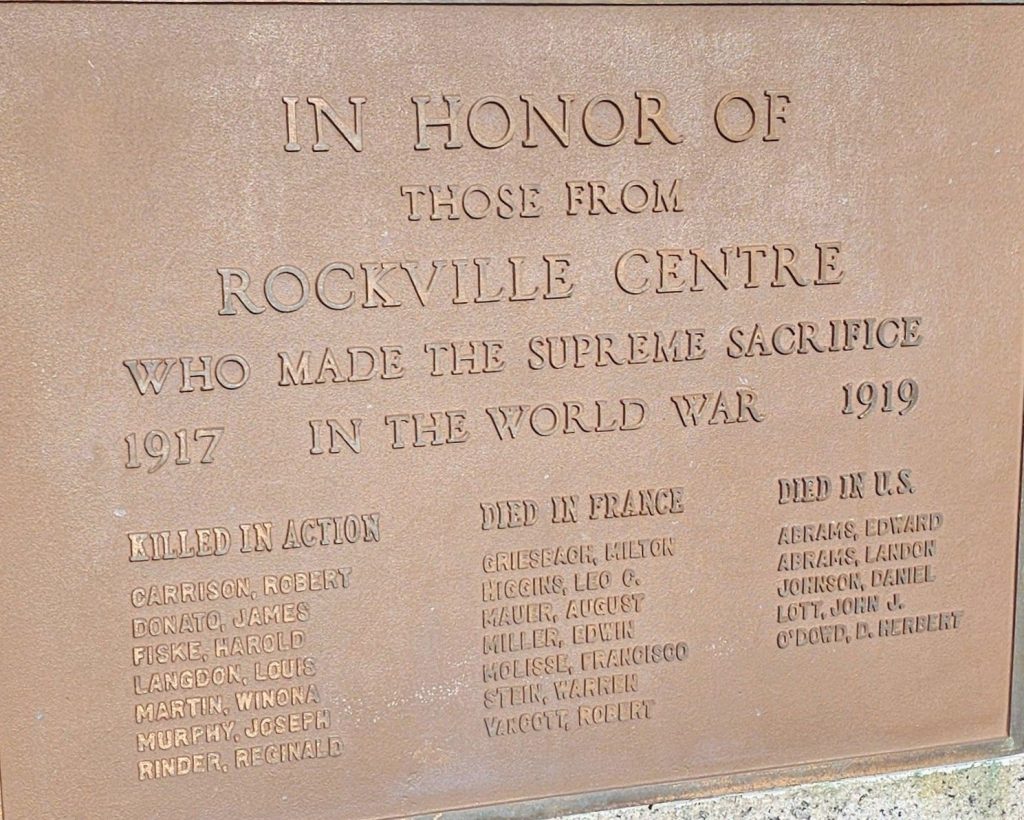 IN HONOR OF
THOSE FROM
ROCKVILLE CENTRE
WHO MADE THE SUPREME SACRIFICE
1917 IN THE WORLD WAR 1919
KILLED IN ACTION
CARRISON, ROBERT
DONATO, JAMES
FISKE, HAROLD
LANGDON, LOUIS
MARTIN, WINONA
MURPHY, JOSEPH
RINDER, REGINALD
DIED IN FRANCE
GRIESBACH, MILTON
HIGGINS, LEO C.
MAUER, AUGUST
MILLER, EDWIN
MOLISSE, FRANCISCO
STEIN, WARREN
VANCOTT, ROBERT
DIED IN U.S.
ABRAMS, EDWARD
ABRAMS, LANDON
JOHNSON, DANIEL
LOTT, JOHN J.
O'DOWD, D. HERBERT